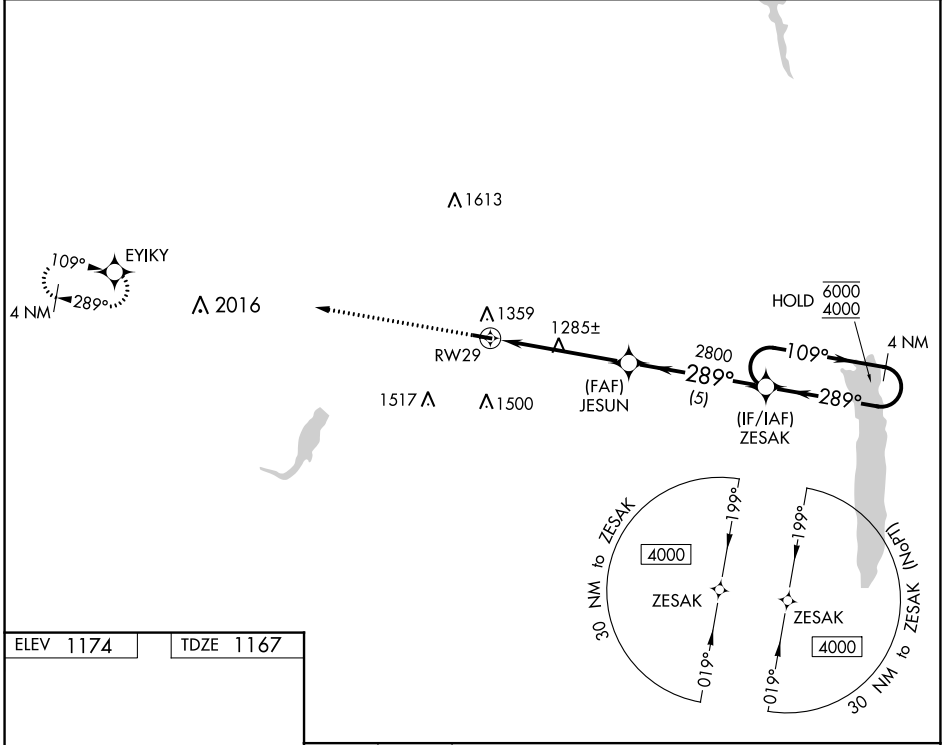 1613
109°
EYIKY
289°
4 NM
2016
1359
RW29
1285±
HOLD 6000
4000
4 NM
109°
2800
289°
(5)
289°
(FAF)
JESUN
(IF/IAF)
ZESAK
1517
1500
30 NM to ZESAK
199°
4000
ZESAK
019°
199°
ZESAK
4000
019°
30 NM to ZESAK (NoPT)
ELEV 1174
TDZE 1167